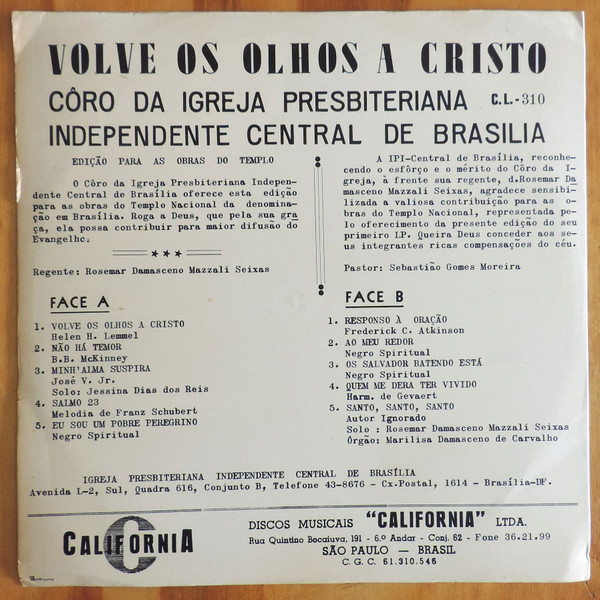 VOLVE OS OLHOS A CRISTO
CÔRO DA IGREJA PRESBITERIANA C.L.-310
INDEPENDENTE CENTRAL DE BRASILIA
EDIÇÃO PARA AS OBRAS DO TEMPLO
O Côro da Igreja Presbiteriana Indepen-
dente Central de Brasília oferece esta edição
para as obras do Templo Nacional da denomina-
ção em Brasília. Roga a Deus, que pela sua gra
ça, ela possa contribuir para maior difusão do
Evangelho.
Regente: Rosemar Damasceno Mazzali Seixas
A IPI-Central de Brasília, reconhe-
cendo o esforço e o mérito do Côro da I-
greja, à frente sua regente, d.Rosemar Da
masceno Mazzali Seixas, agradece sensibi-
lizada a valiosa contribuição para as o-
bras do Templo Nacional, representada pe-
lo oferecimento da presente edição do seu
primeiro LP. Queira Deus conceder aos se-
us integrantes ricas compensações do céu.
Pastor: Sebastião Gomes Moreira
FACE A
1. VOLVE OS OLHOS A CRISTO
Helen H. Lemmel
2. NÃO HÁ TEMOR
B.B. McKinney
3. MINH'ALMA SUSPIRA
José V. Jr.
Solo: Jessina Dias dos Reis
4. SALMO 23
Melodia de Franz Schubert
5. EU SOU UM POBRE PEREGRINO
Negro Spiritual
FACE B
1. RESPONSO À ORAÇÃO
Frederick C. Atkinson
2. AO MEU REDOR
Negro Spiritual
3. OS SALVADOR BATENDO ESTÁ
Negro Spiritual
4. QUEM ME DERA TER VIVIDO
Harm. de Gevaert
5. SANTO, SANTO, SANTO
Autor Ignorado
Solo : Rosemar Damasceno Mazzali Seixas
Órgão: Marilisa Damasceno de Carvalho
IGREJA PRESBITERIANA INDEPENDENTE CENTRAL DE BRASÍLIA
Avenida L-2, Sul, Quadra 616, Conjunto B, Telefone 43-8676 - Cx.Postal, 1614 - Brasília-DF.
CALIFORNIA
DISCOS MUSICAIS "CALIFORNIA" LTDA.
Rua Quintino Bocaiuva, 191 - 6.º Andar - Conj. 62 - Fone 36.21.99
SÃO PAULO — BRASIL
C. G. C. 61.310.546